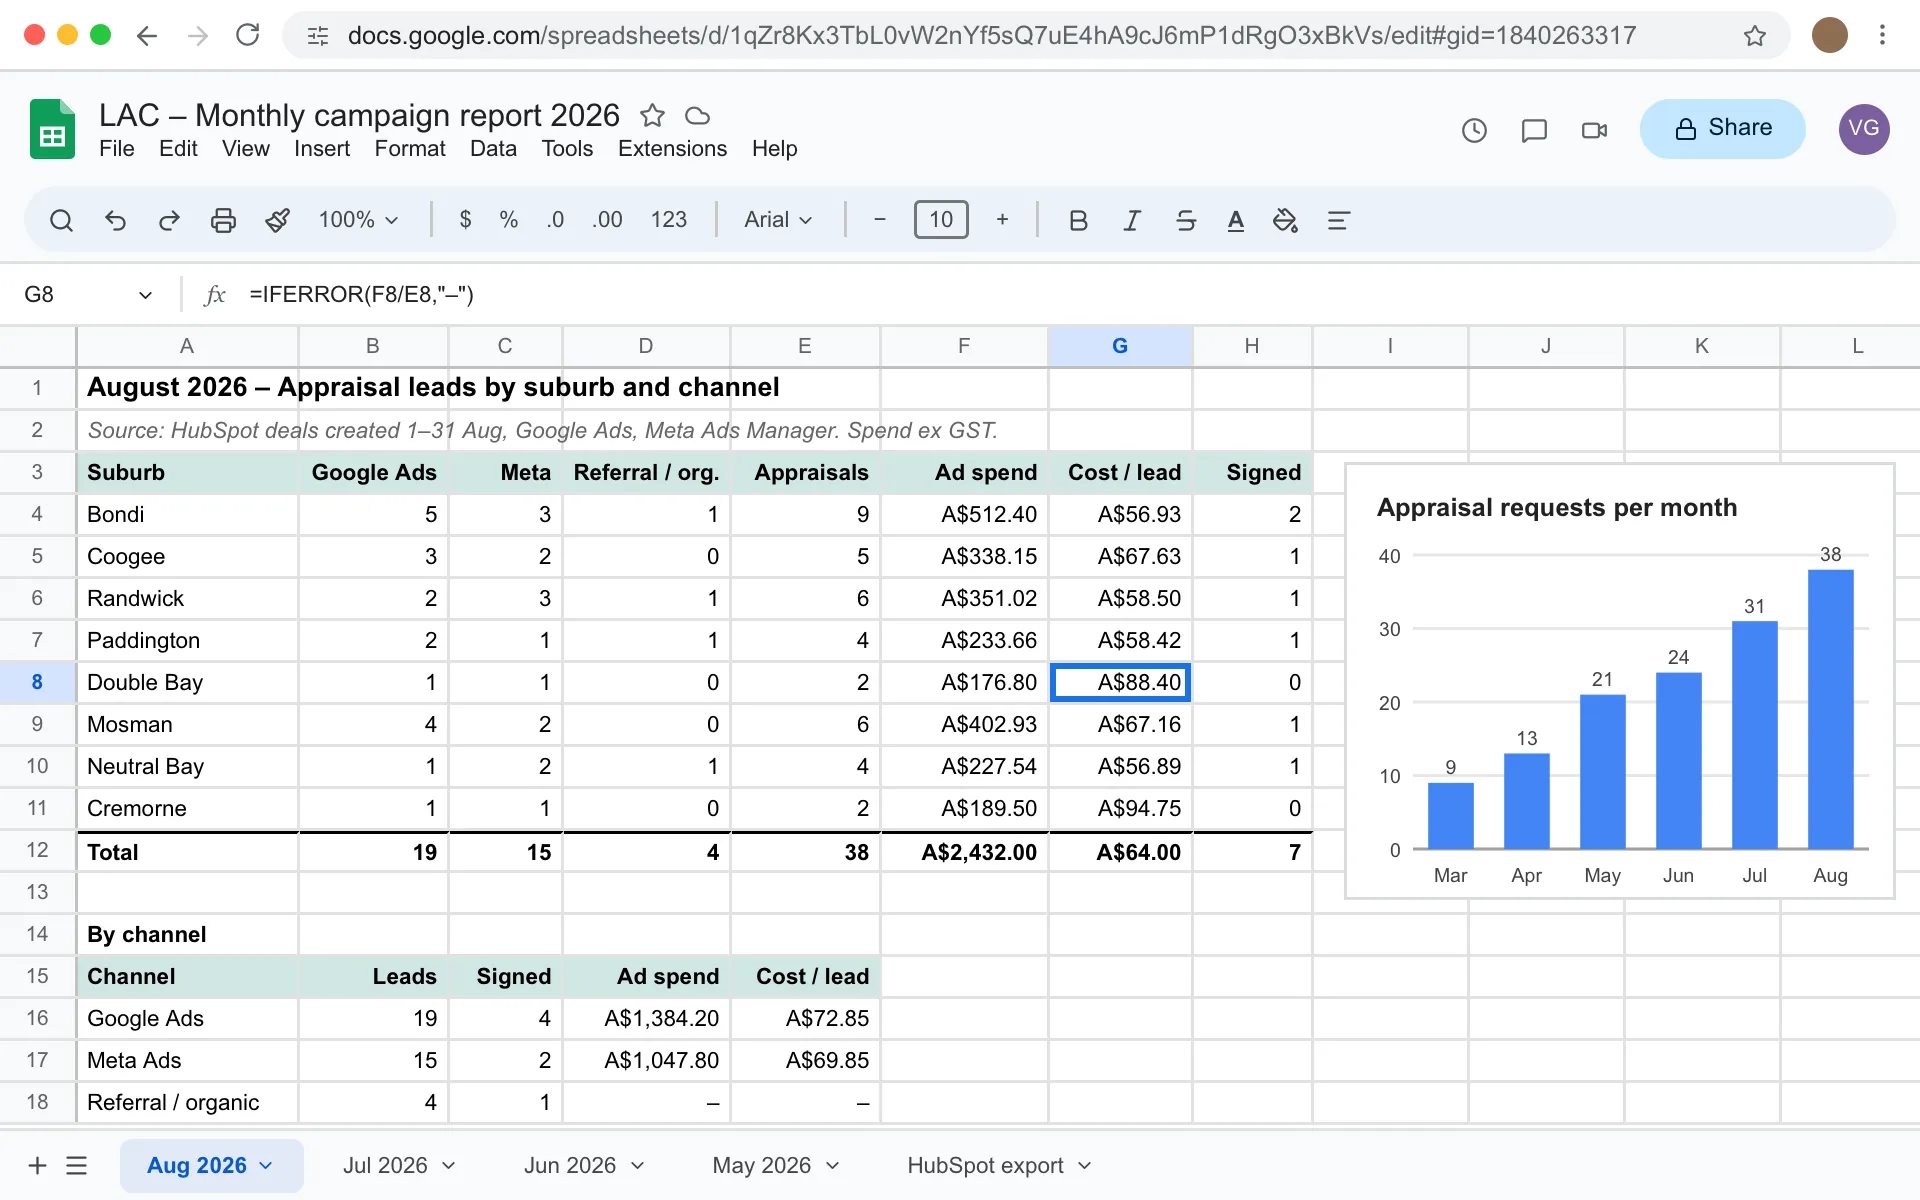 docs.google.com/spreadsheets/d/1qZr8Kx3TbL0vW2nYf5sQ7uE4hA9cJ6mP1dRgO3xBkVs/edit#gid=1840263317
LAC – Monthly campaign report 2026
File Edit View Insert Format Data Tools Extensions Help
Share
VG
100% $ % .0 .00 123 Arial − 10 + B I S A
G8 fx =IFERROR(F8/E8,"–")
A B C D E F G H I J K L
1 August 2026 – Appraisal leads by suburb and channel
2 Source: HubSpot deals created 1–31 Aug, Google Ads, Meta Ads Manager. Spend ex GST.
3 Suburb Google Ads Meta Referral / org. Appraisals Ad spend Cost / lead Signed
4 Bondi 5 3 1 9 A$512.40 A$56.93 2
5 Coogee 3 2 0 5 A$338.15 A$67.63 1
6 Randwick 2 3 1 6 A$351.02 A$58.50 1
7 Paddington 2 1 1 4 A$233.66 A$58.42 1
8 Double Bay 1 1 0 2 A$176.80 A$88.40 0
9 Mosman 4 2 0 6 A$402.93 A$67.16 1
10 Neutral Bay 1 2 1 4 A$227.54 A$56.89 1
11 Cremorne 1 1 0 2 A$189.50 A$94.75 0
12 Total 19 15 4 38 A$2,432.00 A$64.00 7
13
14 By channel
15 Channel Leads Signed Ad spend Cost / lead
16 Google Ads 19 4 A$1,384.20 A$72.85
17 Meta Ads 15 2 A$1,047.80 A$69.85
18 Referral / organic 4 1 – –
Appraisal requests per month
40
30
20
10
0
9 13 21 24 31 38
Mar Apr May Jun Jul Aug
+ Aug 2026 Jul 2026 Jun 2026 May 2026 HubSpot export